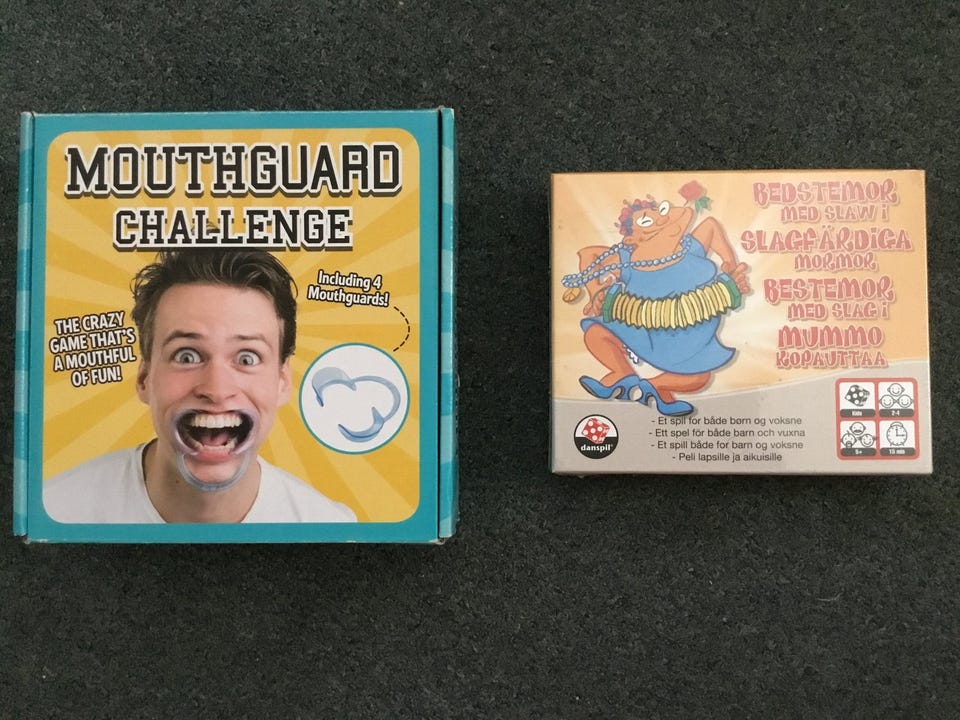 MOUTHGUARD
CHALLENGE
Including 4
Mouthguards!
THE CRAZY
GAME THAT'S
A MOUTHFUL
OF FUN!
BEDSTEMOR
MED SLAW I
SLAGFÄRDIGA
MORMOR
BESTEMOR
MED SLAG I
MUMMO
KOPAUTTAA
danspil
- Et spil for både børn og voksne
- Ett spel för både barn och vuxna
- Et spill både for barn og voksne
- Peli lapsille ja aikuisille
Kids
2-4
5+
15 min